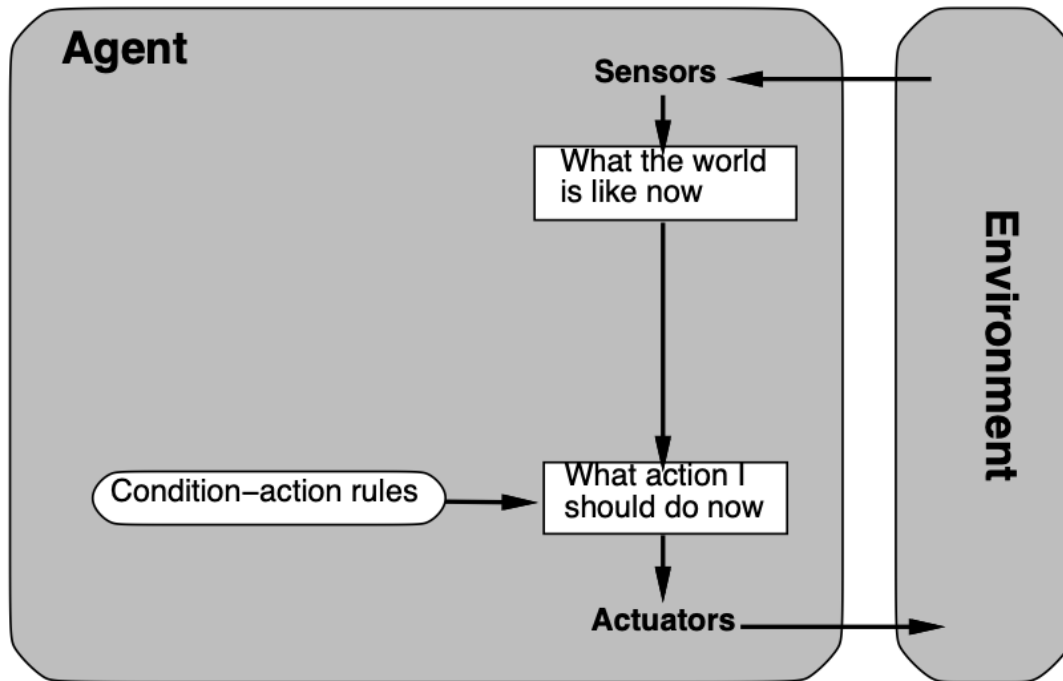 Agent
Sensors
What the world
is like now
Environment
Condition–action rules
What action I
should do now
Actuators